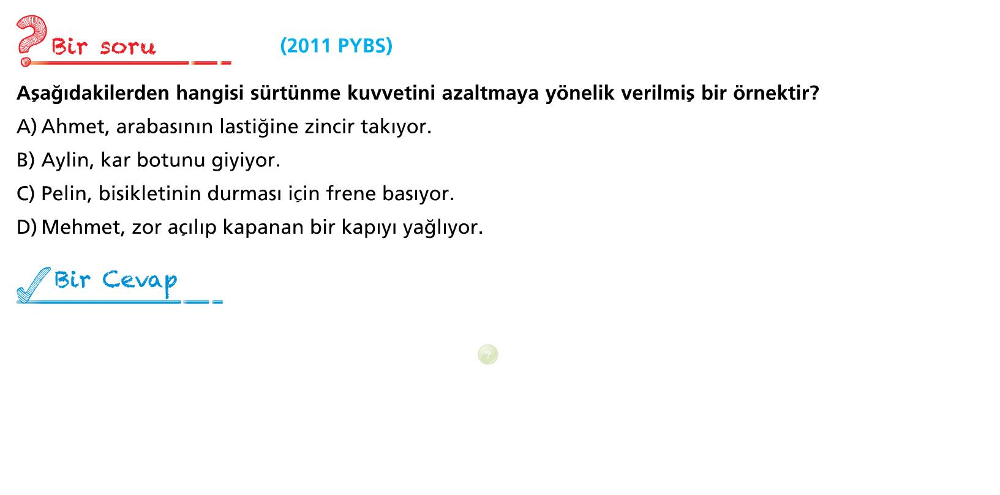 Bir soru
(2011 PYBS)
Aşağıdakilerden hangisi sürtünme kuvvetini azaltmaya yönelik verilmiş bir örnektir?
A) Ahmet, arabasının lastiğine zincir takıyor.
B) Aylin, kar botunu giyiyor.
C) Pelin, bisikletinin durması için frene basıyor.
D) Mehmet, zor açılıp kapanan bir kapıyı yağlıyor.
Bir Cevap
?